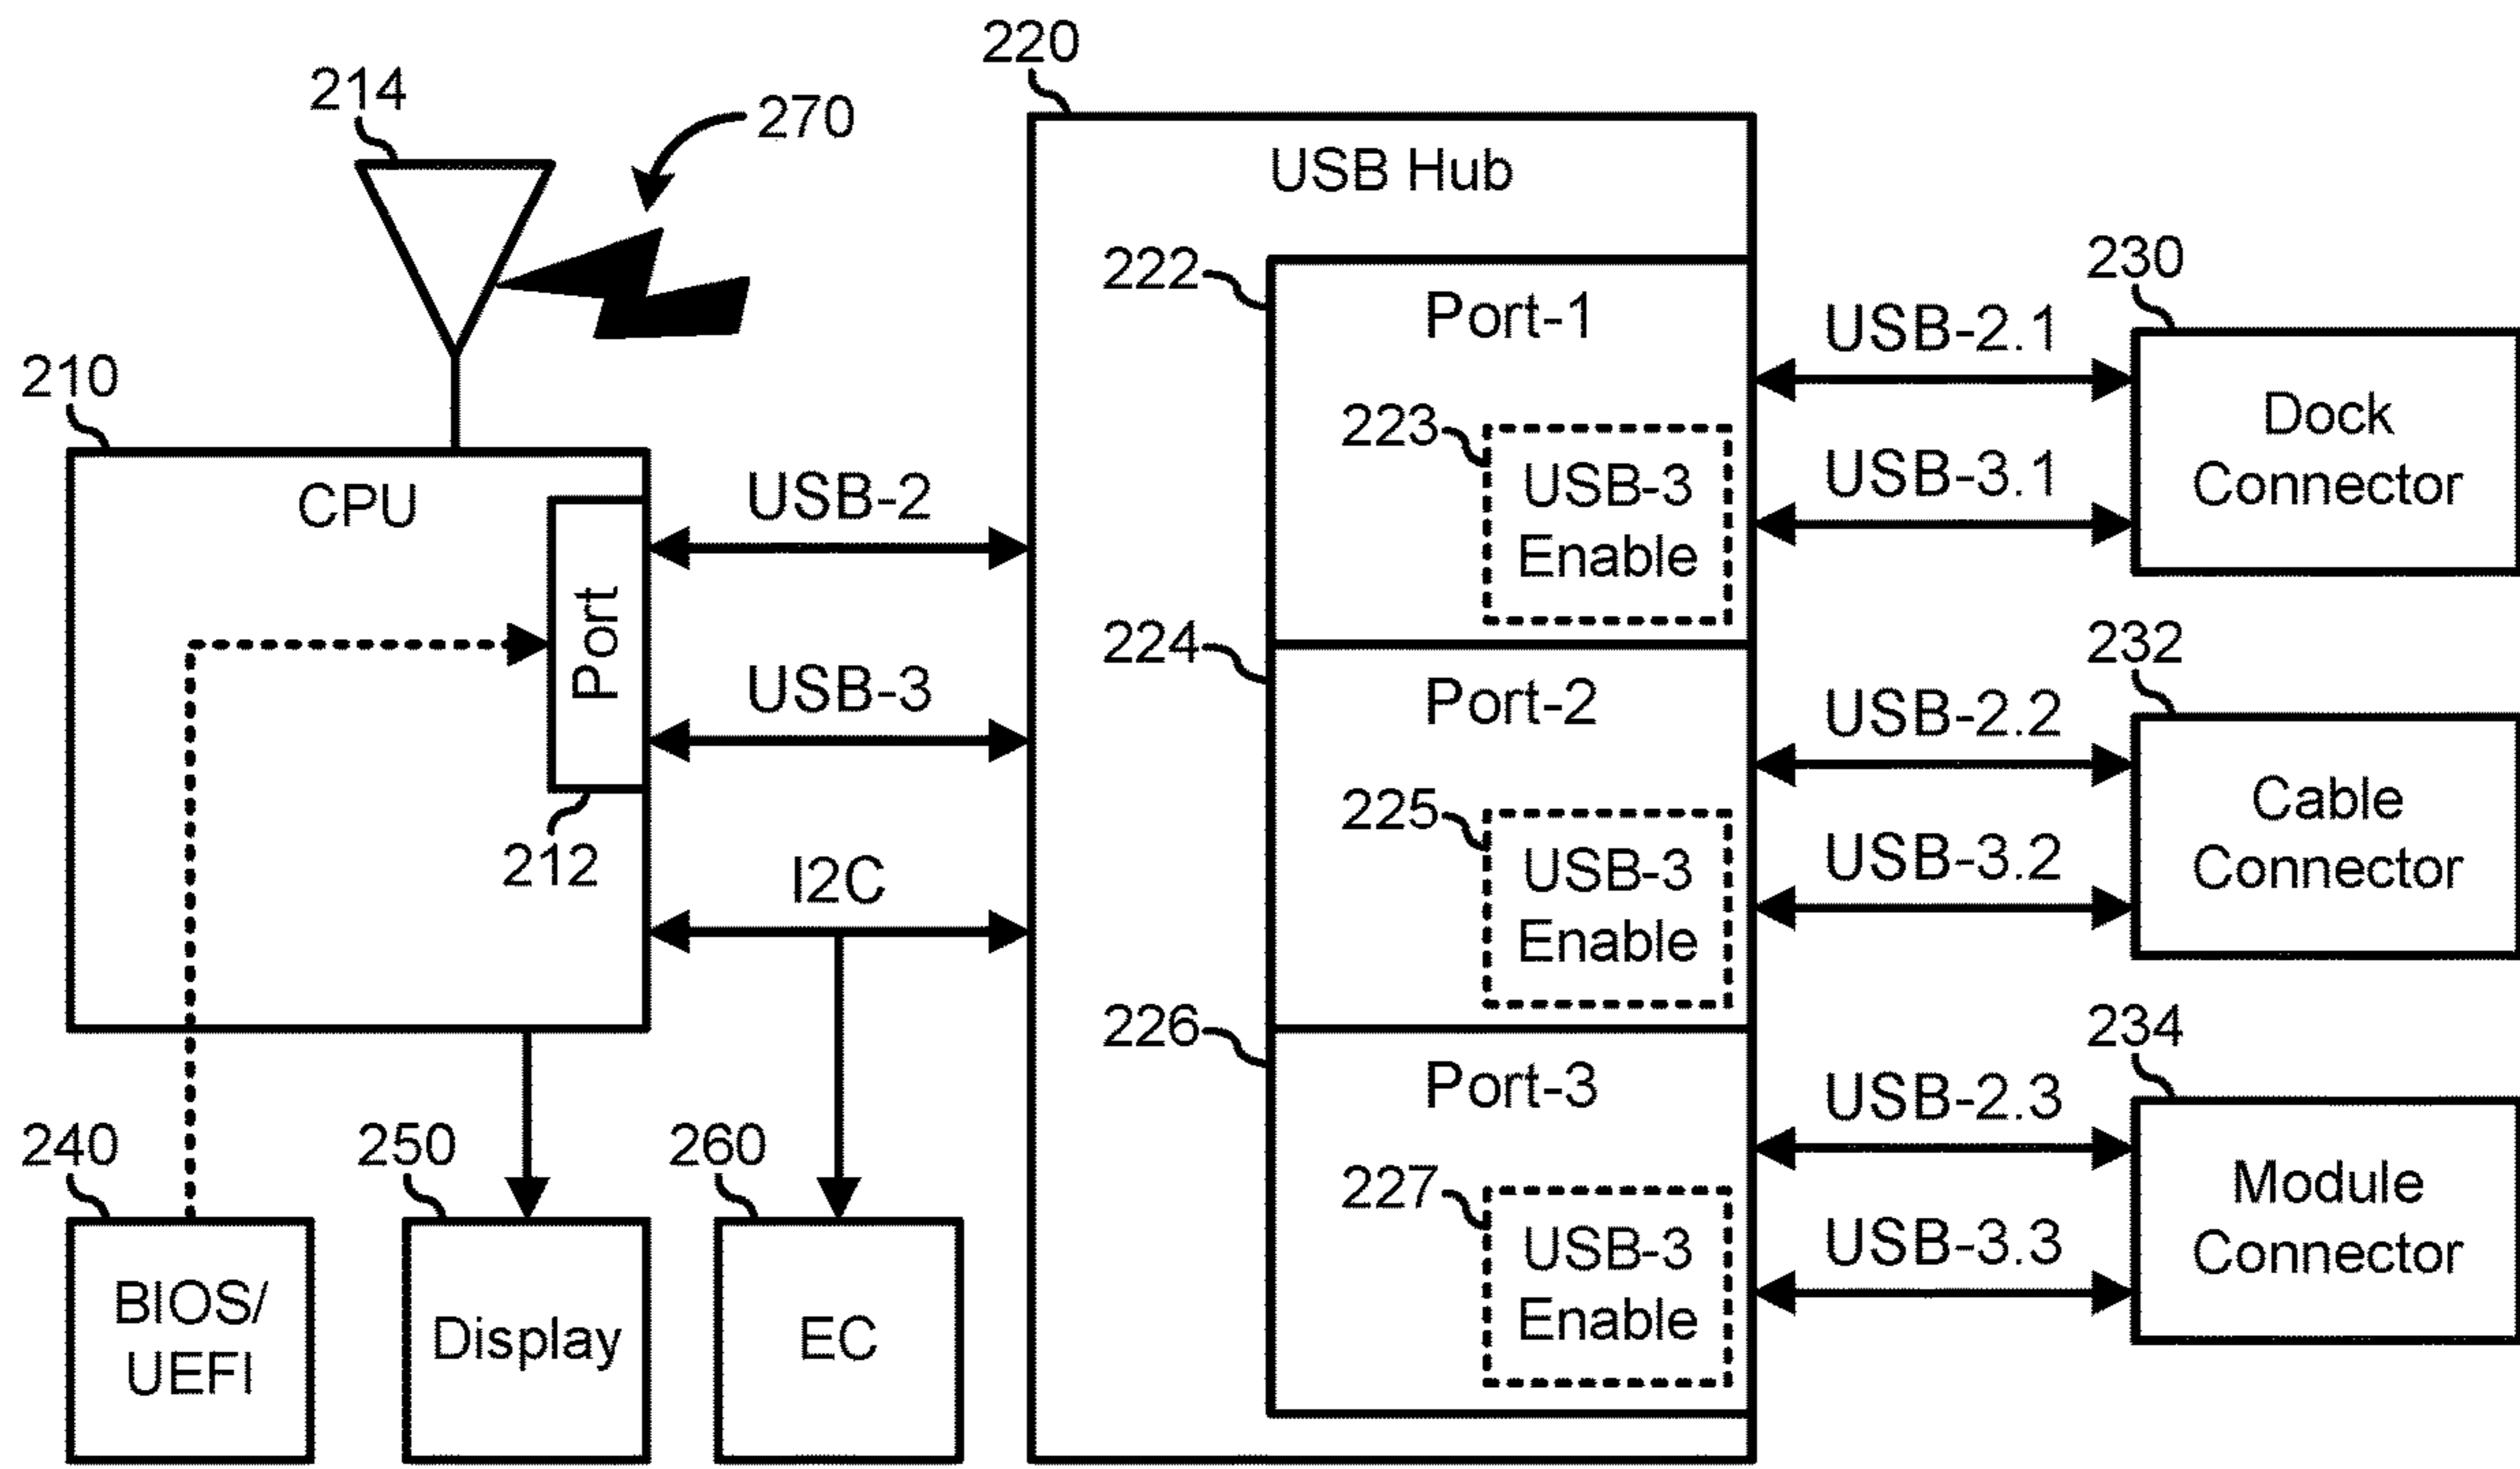 220
214
270
USB Hub
222
Port-1
230
USB-2.1
210
223
USB-3
Enable
Dock
Connector
USB-3.1
CPU
USB-2
Port
224
Port-2
232
USB-3
USB-2.2
225
USB-3
Enable
Cable
Connector
212
I2C
USB-3.2
226
Port-3
234
USB-2.3
240
250
260
227
USB-3
Enable
Module
Connector
USB-3.3
BIOS/
UEFI
Display
EC